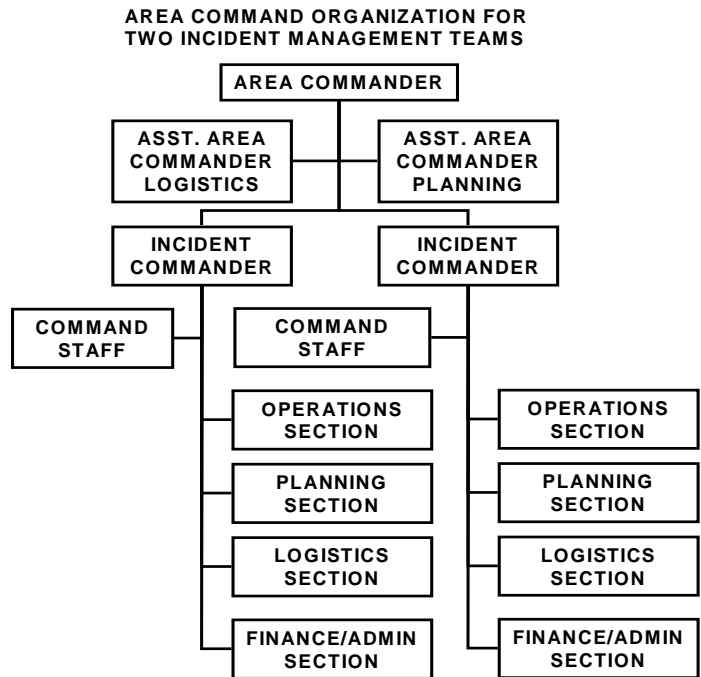 AREA COMMAND ORGANIZATION FOR
TWO INCIDENT MANAGEMENT TEAMS
AREA COMMANDER
ASST. AREA
COMMANDER
LOGISTICS
ASST. AREA
COMMANDER
PLANNING
INCIDENT
COMMANDER
INCIDENT
COMMANDER
COMMAND
STAFF
COMMAND
STAFF
OPERATIONS
SECTION
OPERATIONS
SECTION
PLANNING
SECTION
PLANNING
SECTION
LOGISTICS
SECTION
LOGISTICS
SECTION
FINANCE/ADMIN
SECTION
FINANCE/ADMIN
SECTION